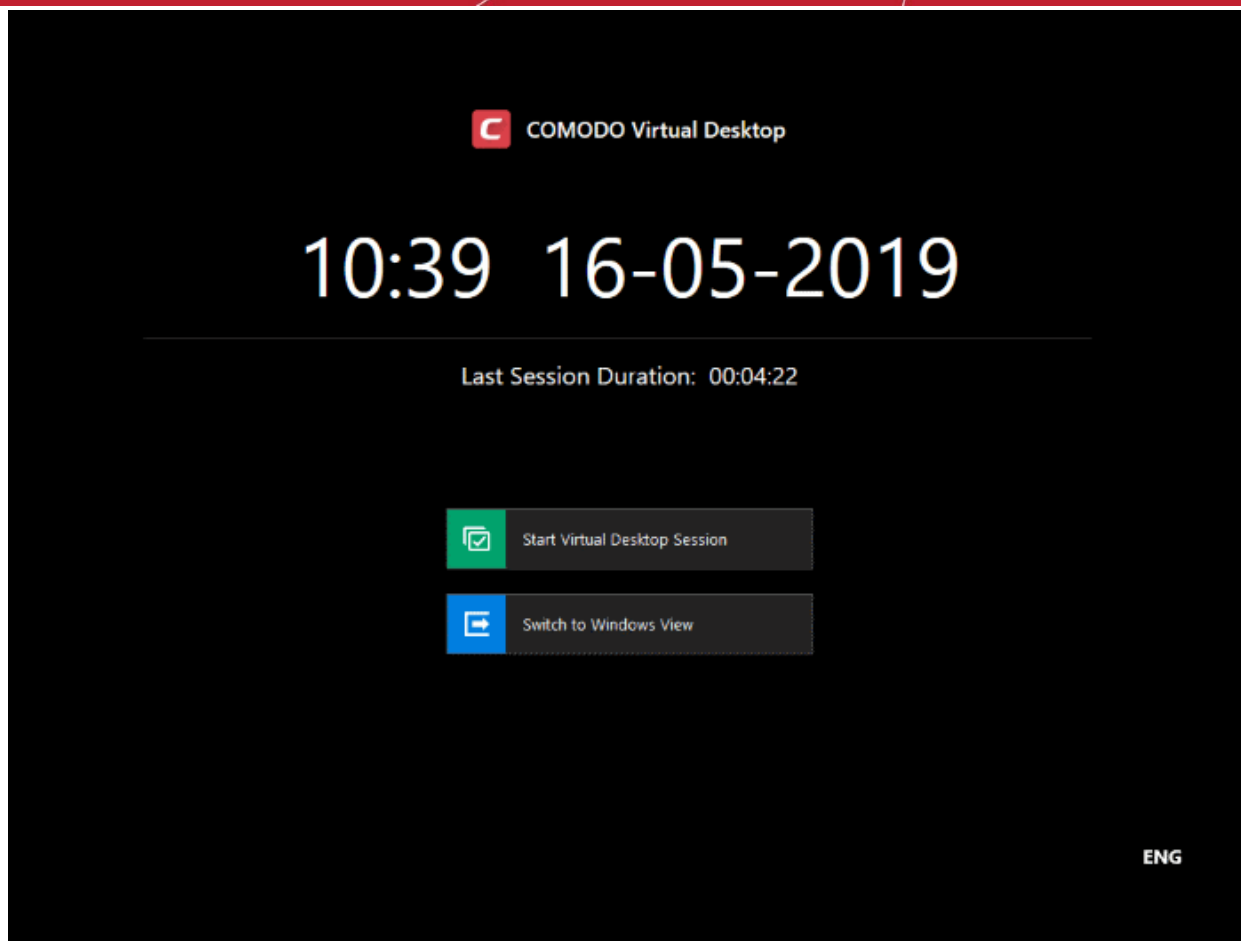 COMODO Virtual Desktop
10:39 16-05-2019
Last Session Duration: 00:04:22
Start Virtual Desktop Session
Switch to Windows View
ENG